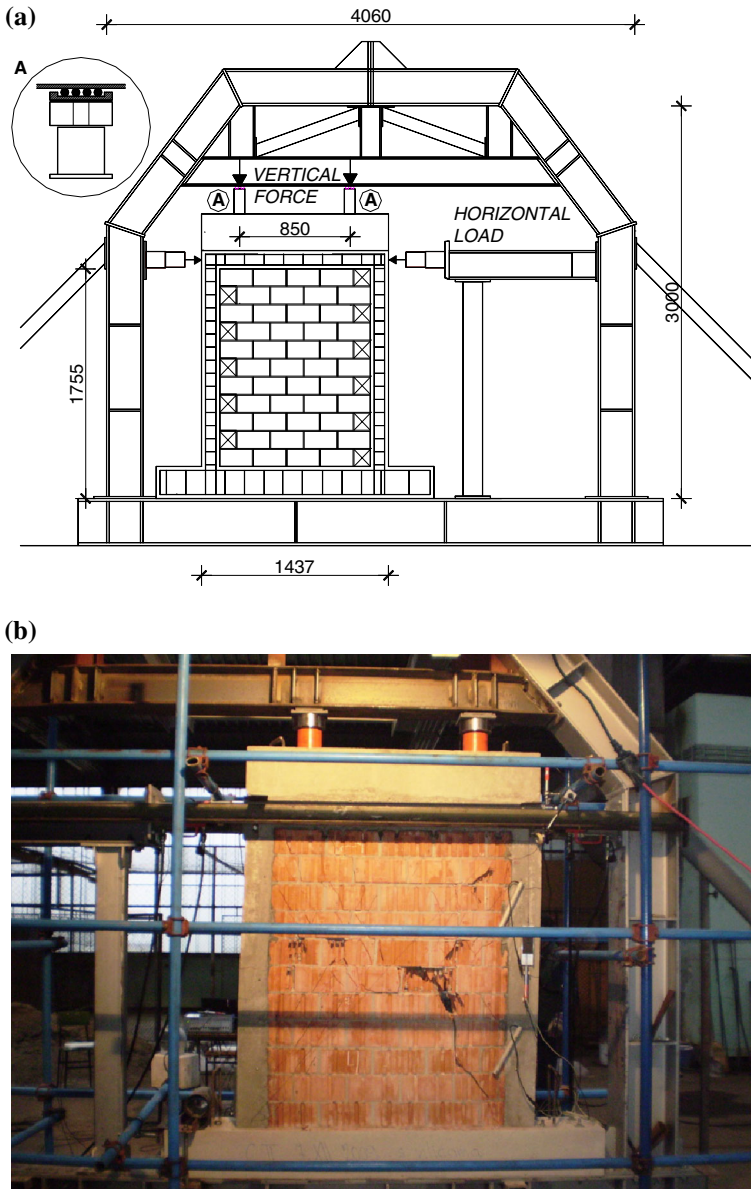 (a)
4060
A
VERTICAL
FORCE
A
A
HORIZONTAL
LOAD
850
3000
1755
1437
(b)